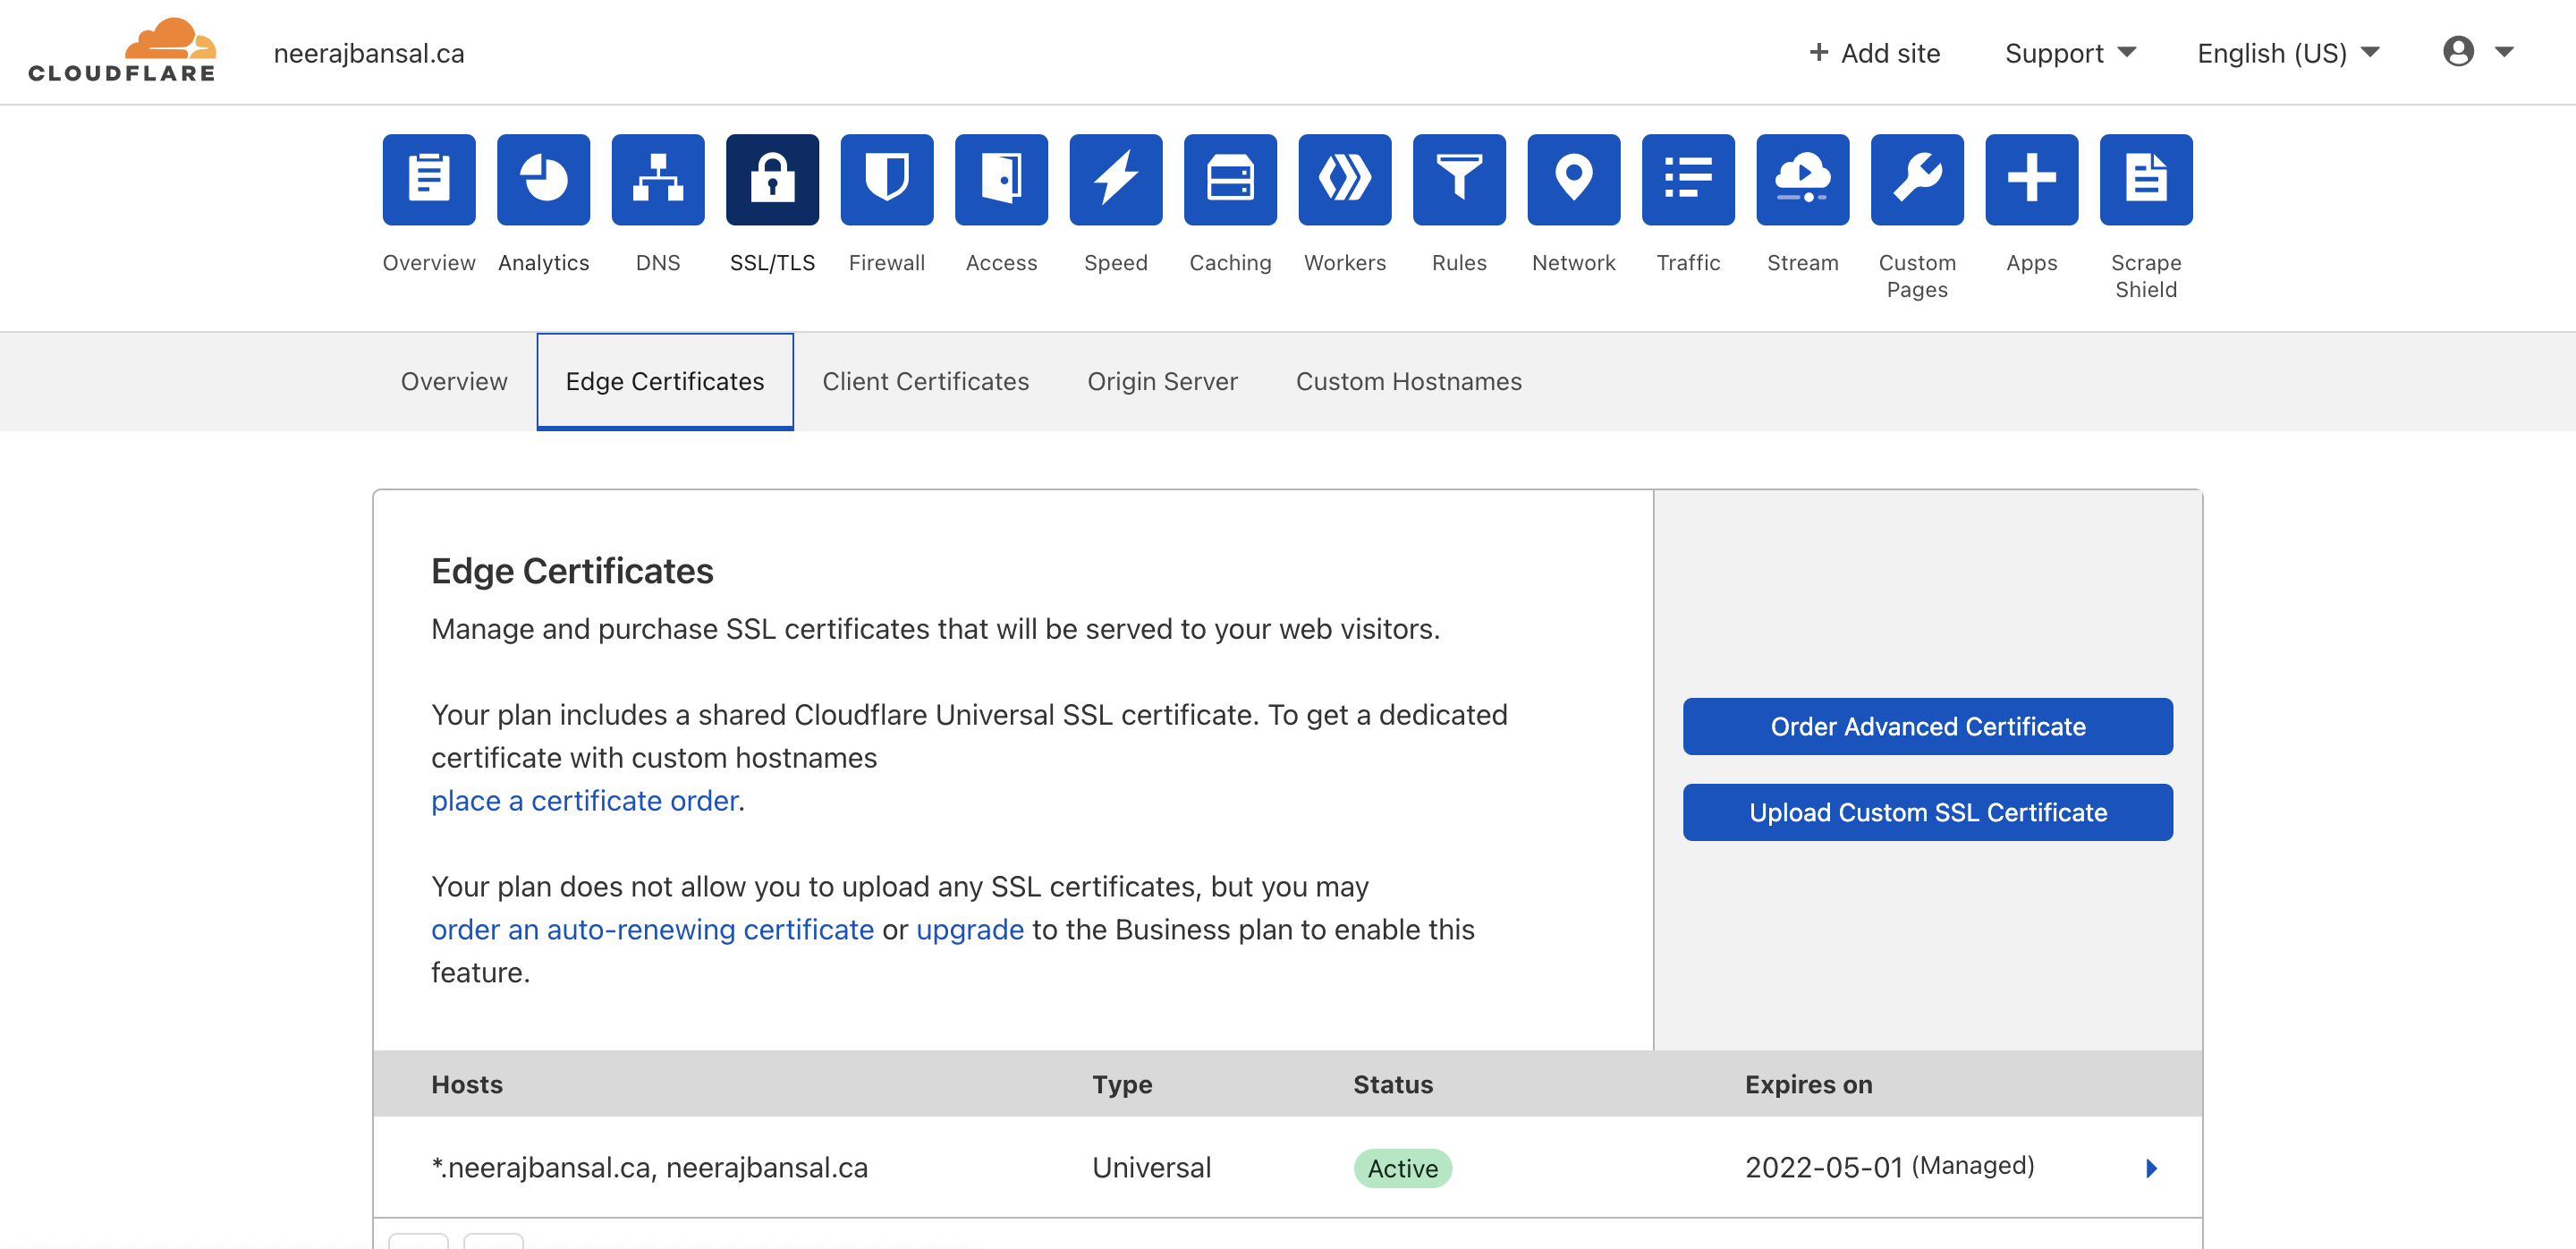 CLOUDFLARE
neerajbansal.ca
+ Add site
Support
English (US)
Overview
Analytics
DNS
SSL/TLS
Firewall
Access
Speed
Caching
Workers
Rules
Network
Traffic
Stream
Custom
Pages
Apps
Scrape
Shield
Overview
Edge Certificates
Client Certificates
Origin Server
Custom Hostnames
Edge Certificates
Manage and purchase SSL certificates that will be served to your web visitors.
Your plan includes a shared Cloudflare Universal SSL certificate. To get a dedicated
certificate with custom hostnames
place a certificate order.
Your plan does not allow you to upload any SSL certificates, but you may
order an auto-renewing certificate or upgrade to the Business plan to enable this
feature.
Order Advanced Certificate
Upload Custom SSL Certificate
Hosts Type Status Expires on
*.neerajbansal.ca, neerajbansal.ca Universal Active 2022-05-01 (Managed)